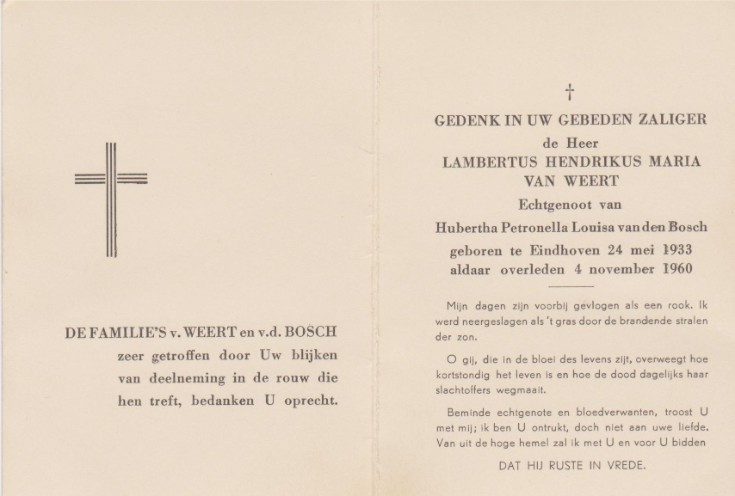 DE FAMILIE'S v. WEERT en v.d. BOSCH
zeer getroffen door Uw blijken
van deelneming in de rouw die
hen treft, bedanken U oprecht.
†
GEDENK IN UW GEBEDEN ZALIGER
de Heer
LAMBERTUS HENDRIKUS MARIA
VAN WEERT
Echtgenoot van
Hubertha Petronella Louisa van den Bosch
geboren te Eindhoven 24 mei 1933
aldaar overleden 4 november 1960
Mijn dagen zijn voorbij gevlogen als een rook. Ik
werd neergeslagen als 't gras door de brandende stralen
der zon.
O gij, die in de bloei des levens zijt, overweegt hoe
kortstondig het leven is en hoe de dood dagelijks haar
slachtoffers wegmaait.
Beminde echtgenote en bloedverwanten, troost U
met mij; ik ben U ontrukt, doch niet aan uwe liefde.
Van uit de hoge hemel zal ik met U en voor U bidden
DAT HIJ RUSTE IN VREDE.